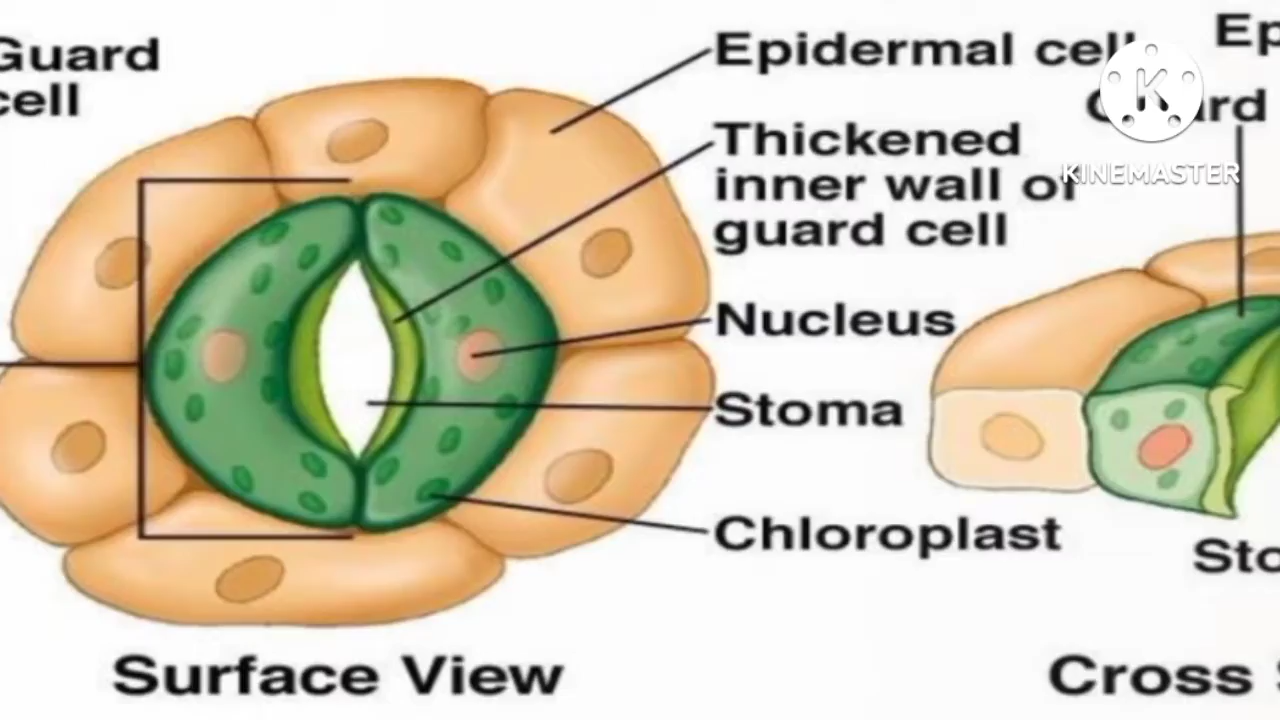 Guard
cell
Epidermal cell
Thickened
inner wall of
guard cell
Nucleus
Stoma
Chloroplast
Surface View
Ep
K
KINEMASTER
Sto
Cross